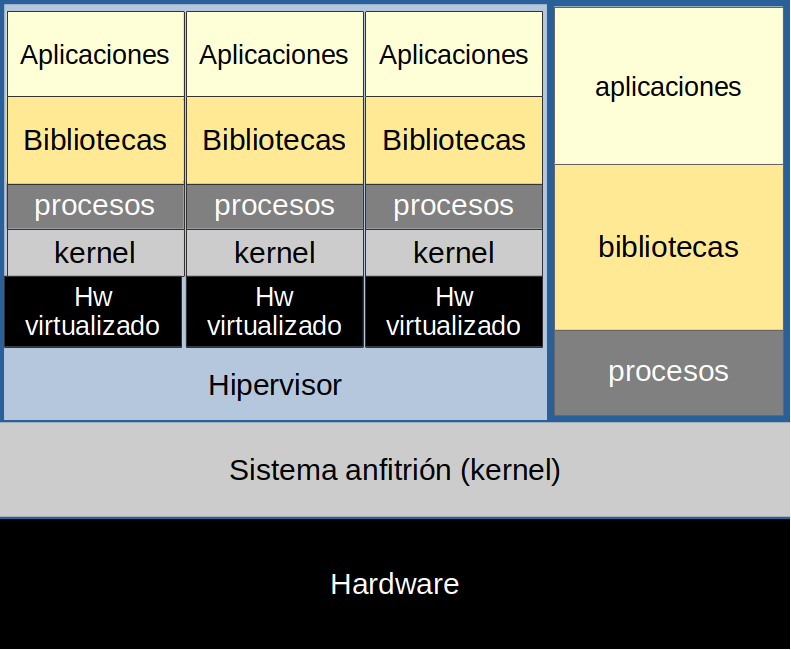 Aplicaciones
Bibliotecas
procesos
kernel
Hw
virtualizado
Aplicaciones
Bibliotecas
procesos
kernel
Hw
virtualizado
Aplicaciones
Bibliotecas
procesos
kernel
Hw
virtualizado
Hipervisor
aplicaciones
bibliotecas
procesos
Sistema anfitrión (kernel)
Hardware